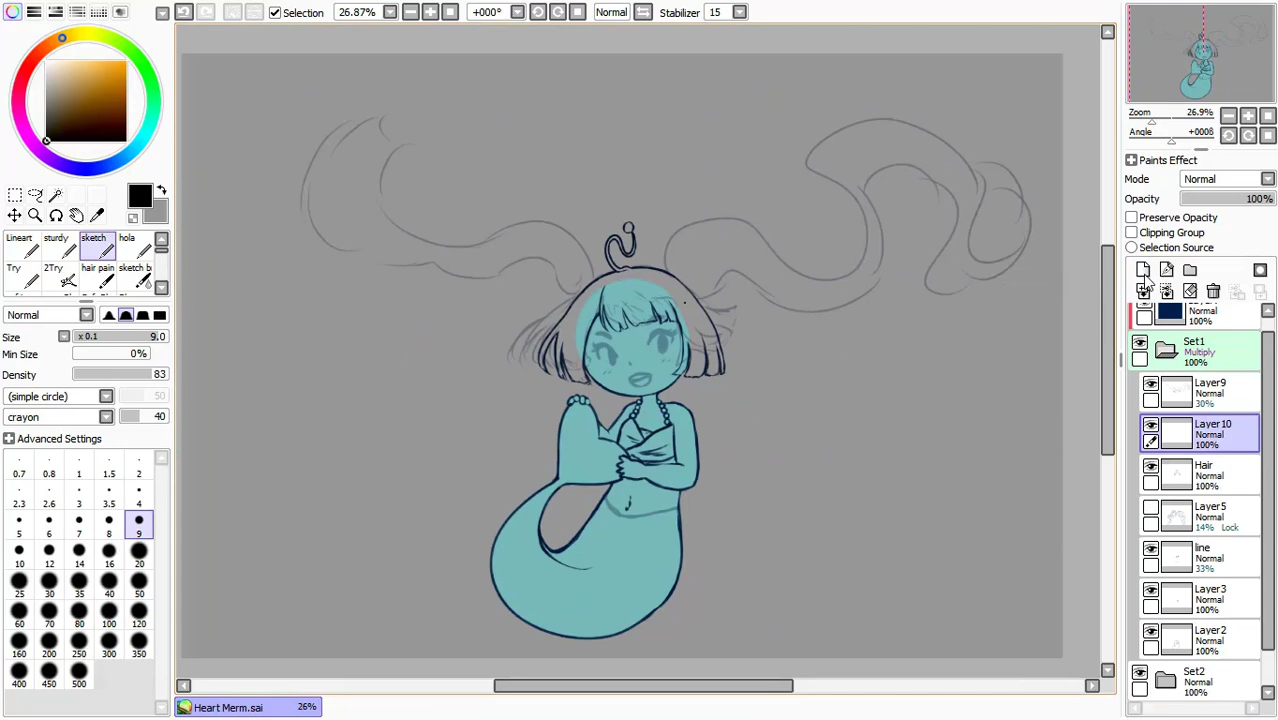 Selection 26.87% +000° Normal Stabilizer 15
Zoom 26.9%
Angle +000ß
Paints Effect
Mode Normal
Opacity 100%
Preserve Opacity
Clipping Group
Selection Source
Lineart sturdy sketch hola
Try 2Try hair pain sketch b
Normal
Size x 0.1 9.0
Min Size 0%
Density 83
(simple circle) 50
crayon 40
Advanced Settings
0.7 0.8 1 1.5 2
2.3 2.6 3 3.5 4
5 6 7 8 9
10 12 14 16 20
25 30 35 40 50
60 70 80 100 120
160 200 250 300 350
400 450 500
Normal
100%
Set1
Multiply
100%
Layer9
Normal
30%
Layer10
Normal
100%
Hair
Normal
100%
Layer5
Normal
14% Lock
line
Normal
33%
Layer3
Normal
100%
Layer2
Normal
100%
Set2
Normal
100%
Heart Merm.sai 26%